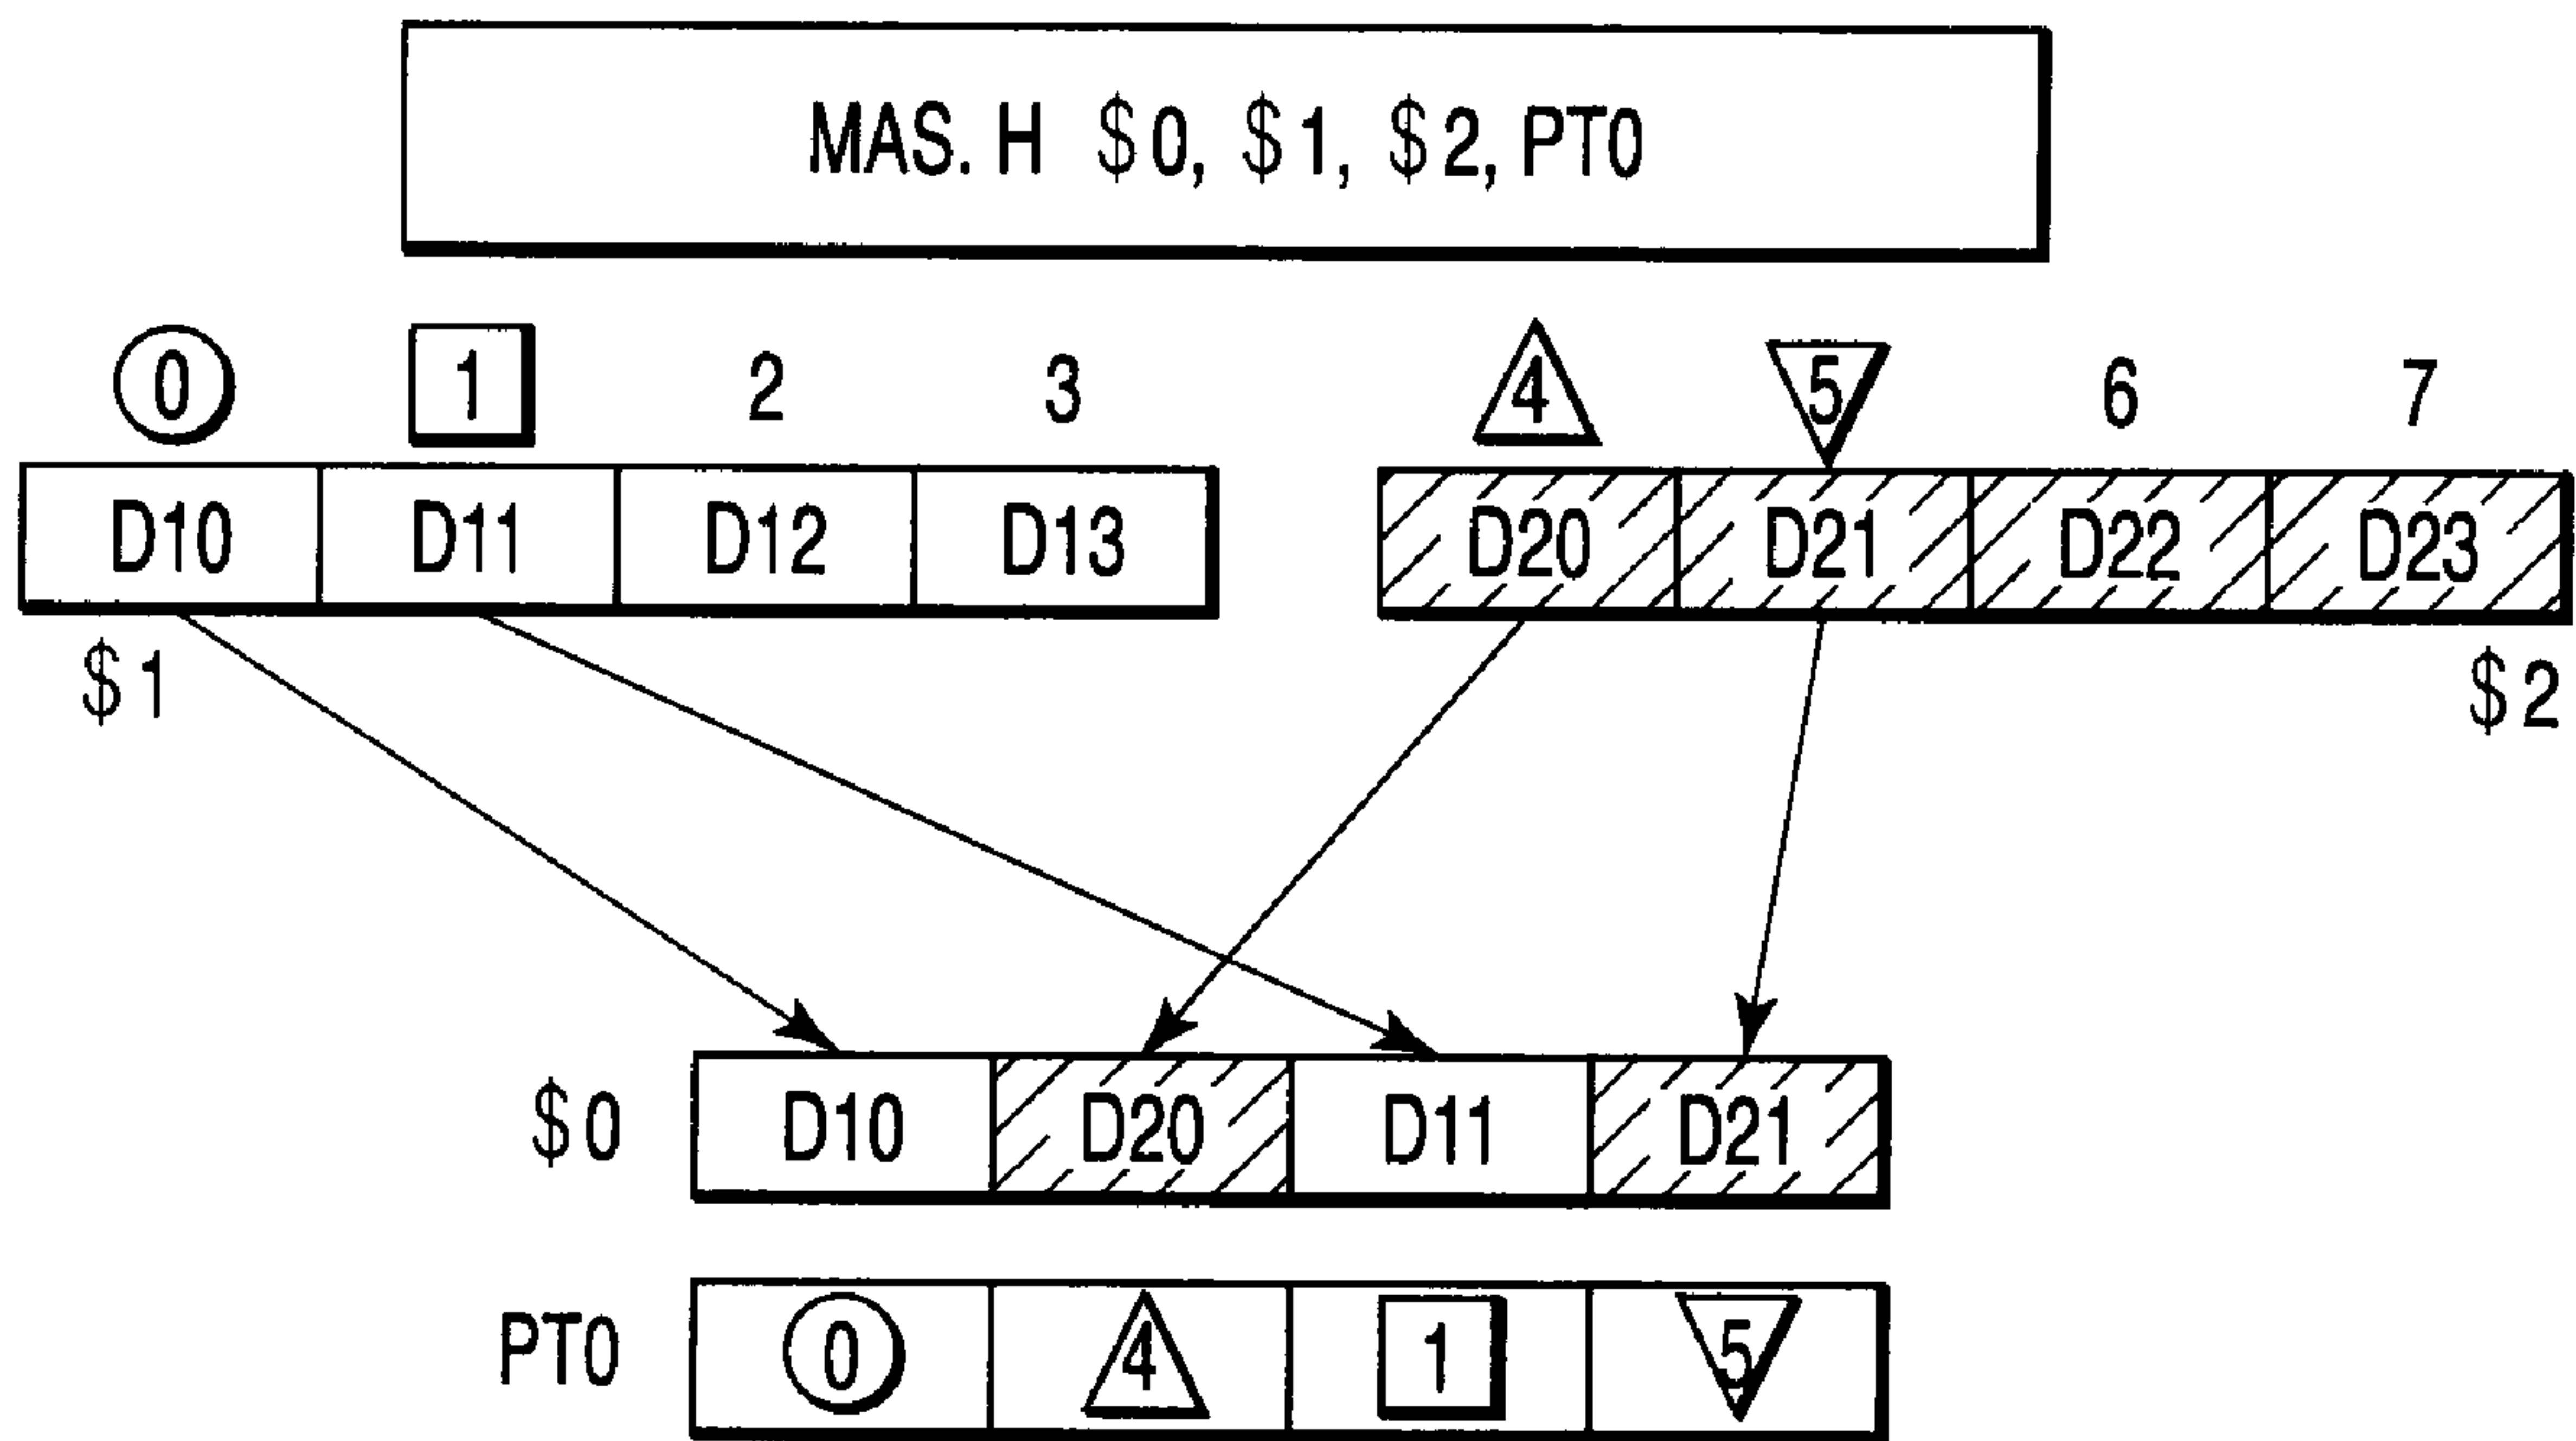 MAS. H $0, $1, $2, PT0
0 1 2 3 4 5 6 7
D10 D11 D12 D13 D20 D21 D22 D23
$1 $2
$0 D10 D20 D11 D21
PT0 0 4 1 5